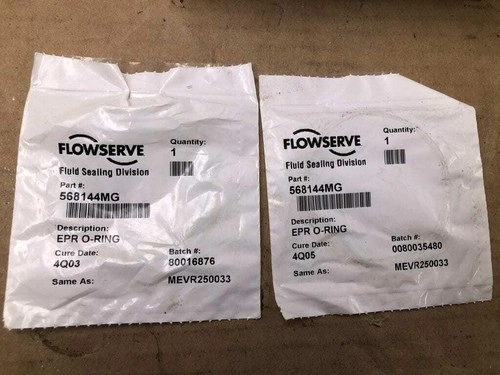 FLOWSERVE
Fluid Sealing Division
Quantity:
1
Part #:
568144MG
Description:
EPR O-RING
Cure Date:
4Q03
Batch #:
80016876
Same As:
MEVR250033
FLOWSERVE
Fluid Sealing Division
Quantity:
1
Part #:
568144MG
Description:
EPR O-RING
Cure Date:
4Q05
Batch #:
0080035480
Same As:
MEVR250033